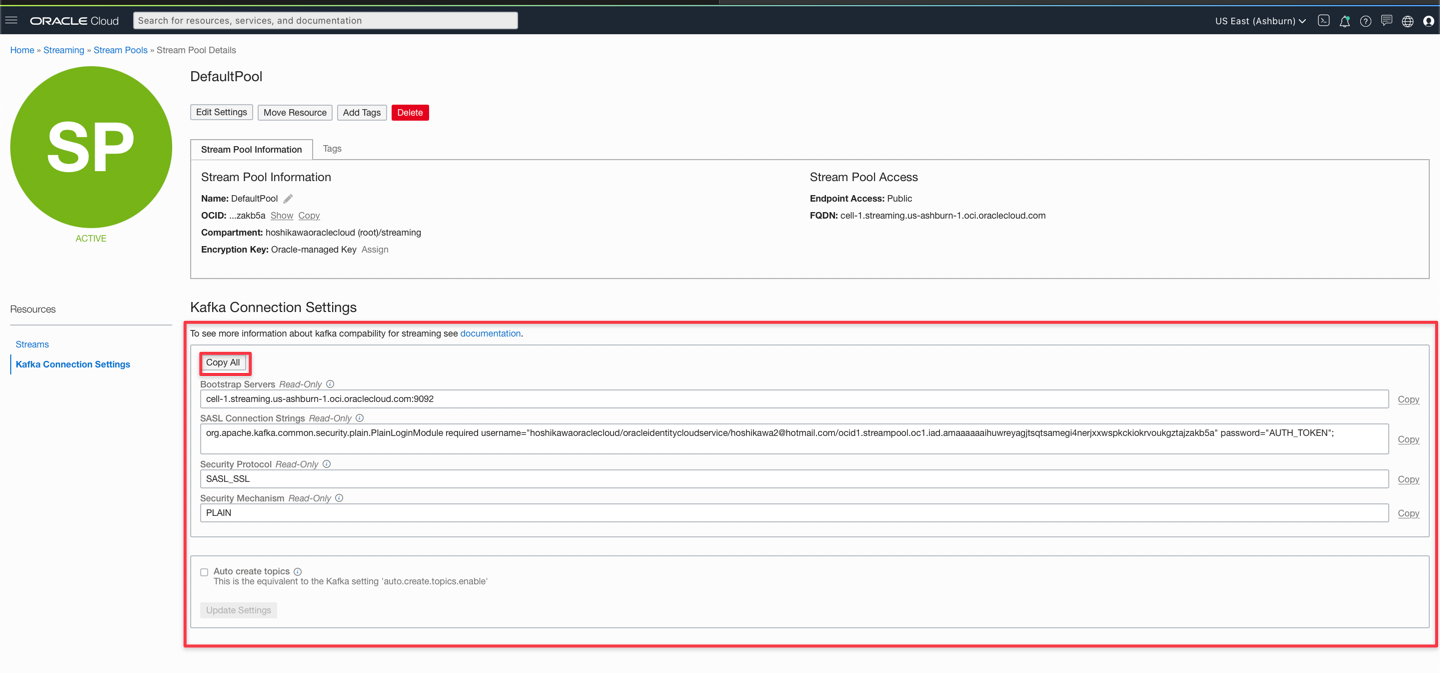 ORACLE Cloud
Search for resources, services, and documentation
US East (Ashburn)
Home » Streaming » Stream Pools » Stream Pool Details
SP
ACTIVE
DefaultPool
Edit Settings
Move Resource
Add Tags
Delete
Stream Pool Information
Tags
Stream Pool Information
Name: DefaultPool
OCID: ...zakb5a Show Copy
Compartment: hoshikawaoraclecloud (root)/streaming
Encryption Key: Oracle-managed Key Assign
Stream Pool Access
Endpoint Access: Public
FQDN: cell-1.streaming.us-ashburn-1.oci.oraclecloud.com
Resources
Streams
Kafka Connection Settings
Kafka Connection Settings
To see more information about kafka compability for streaming see documentation.
Copy All
Bootstrap Servers Read-Only
cell-1.streaming.us-ashburn-1.oci.oraclecloud.com:9092
Copy
SASL Connection Strings Read-Only
org.apache.kafka.common.security.plain.PlainLoginModule required username="hoshikawaoraclecloud/oracleidentitycloudservice/hoshikawa2@hotmail.com/ocid1.streampool.oc1.iad.amaaaaaaihuwreyagjtsqtsamegi4nerjxxwspkckiokrvoukgztajzakb5a" password="AUTH_TOKEN";
Copy
Security Protocol Read-Only
SASL_SSL
Copy
Security Mechanism Read-Only
PLAIN
Copy
Auto create topics
This is the equivalent to the Kafka setting 'auto.create.topics.enable'
Update Settings